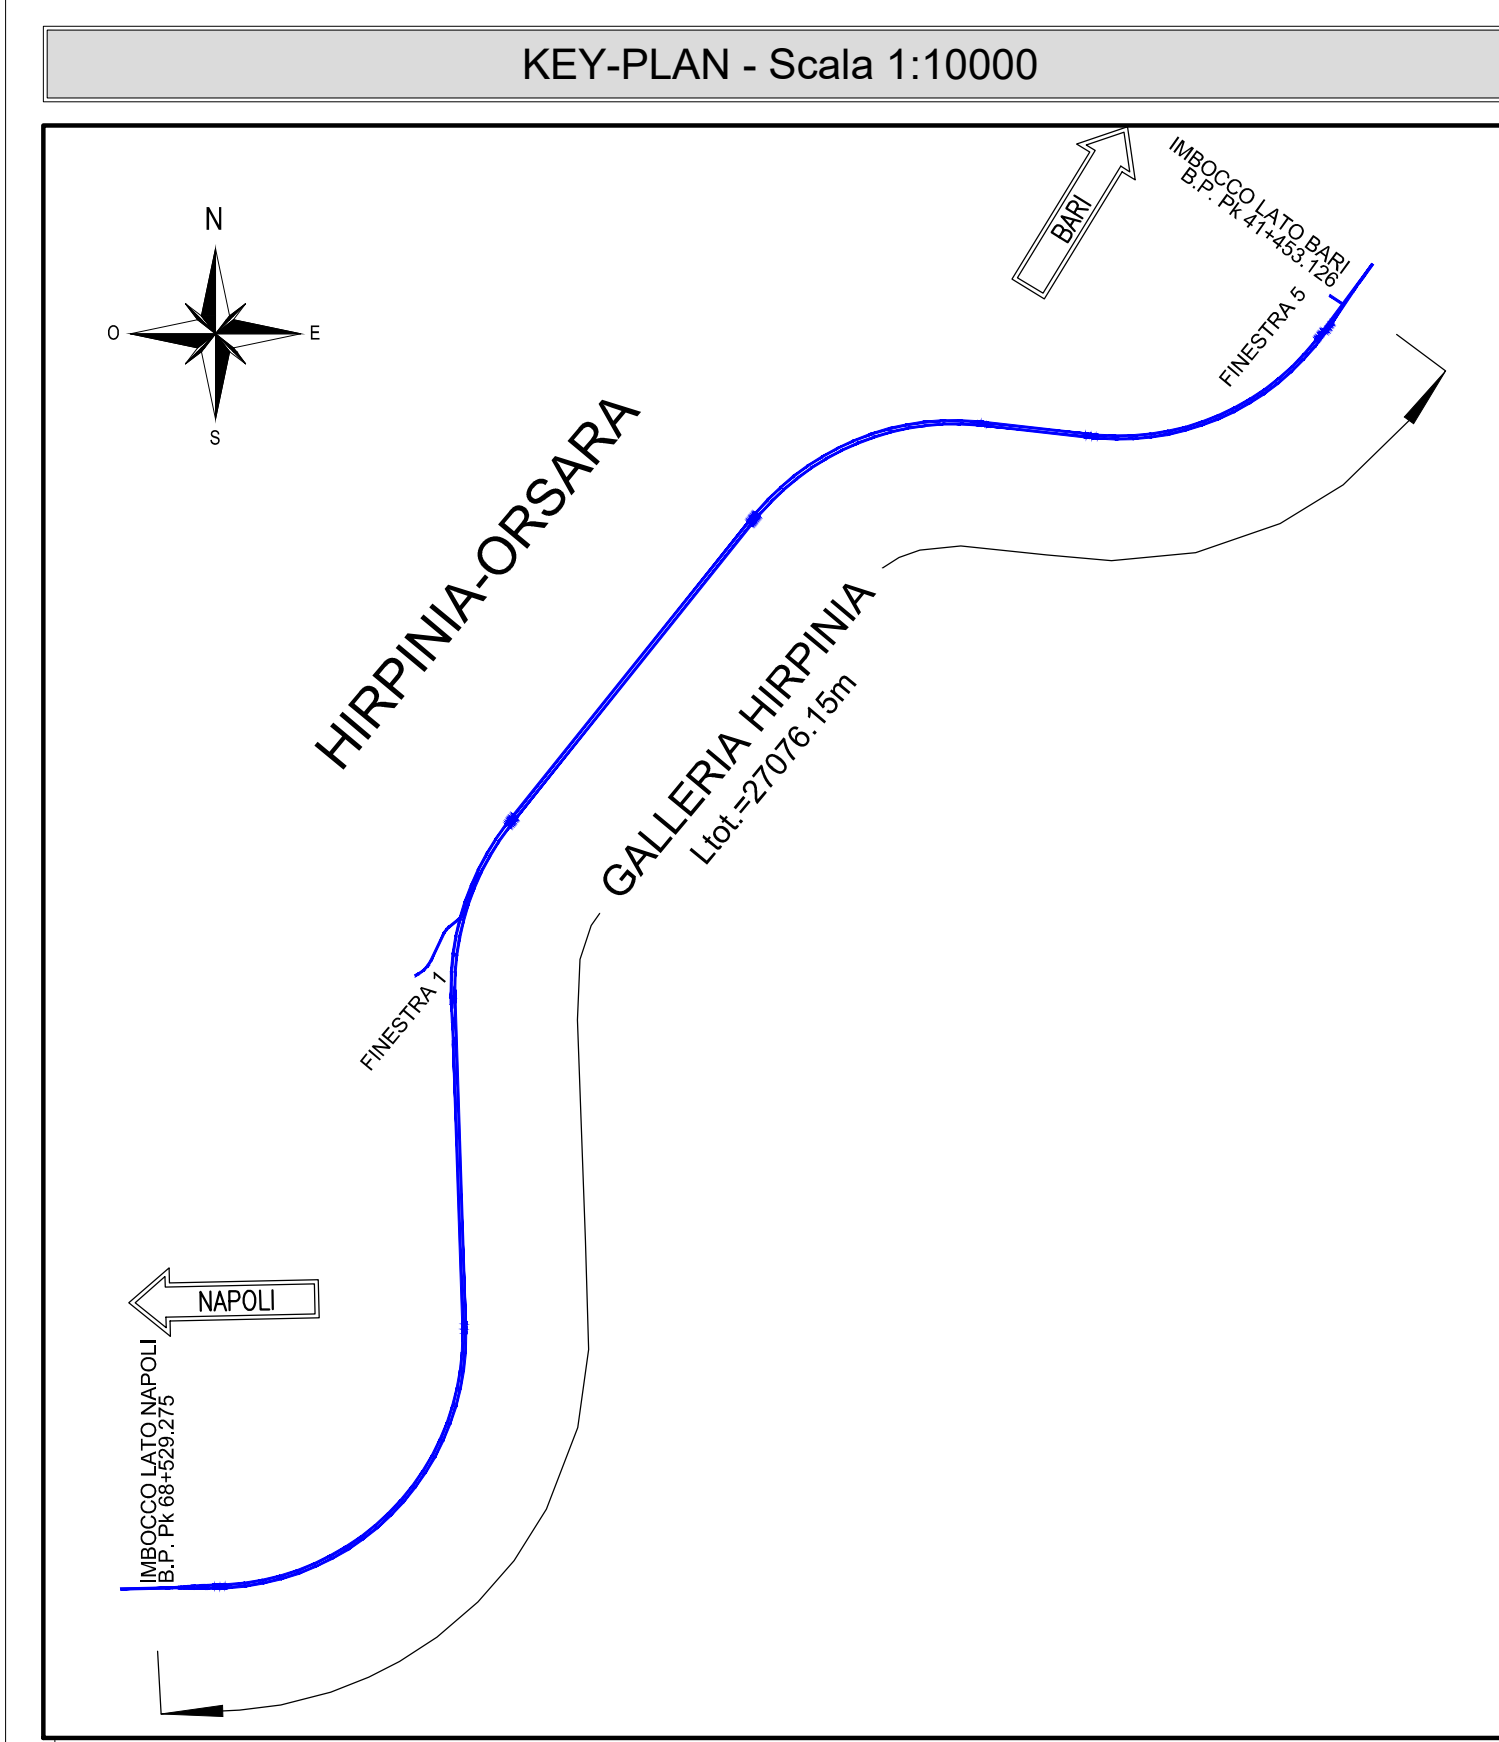 KEY-PLAN - Scala 1:10000
BARI
IMBOCCO LATO BARI
B.P. Pk 41+453.126
N
O
E
S
FINESTRA 5
HIRPINIA-ORSARA
GALLERIA HIRPINIA
Ltot.=27076.15m
FINESTRA 1
NAPOLI
IMBOCCO LATO NAPOLI
B.P. Pk 68+529.275